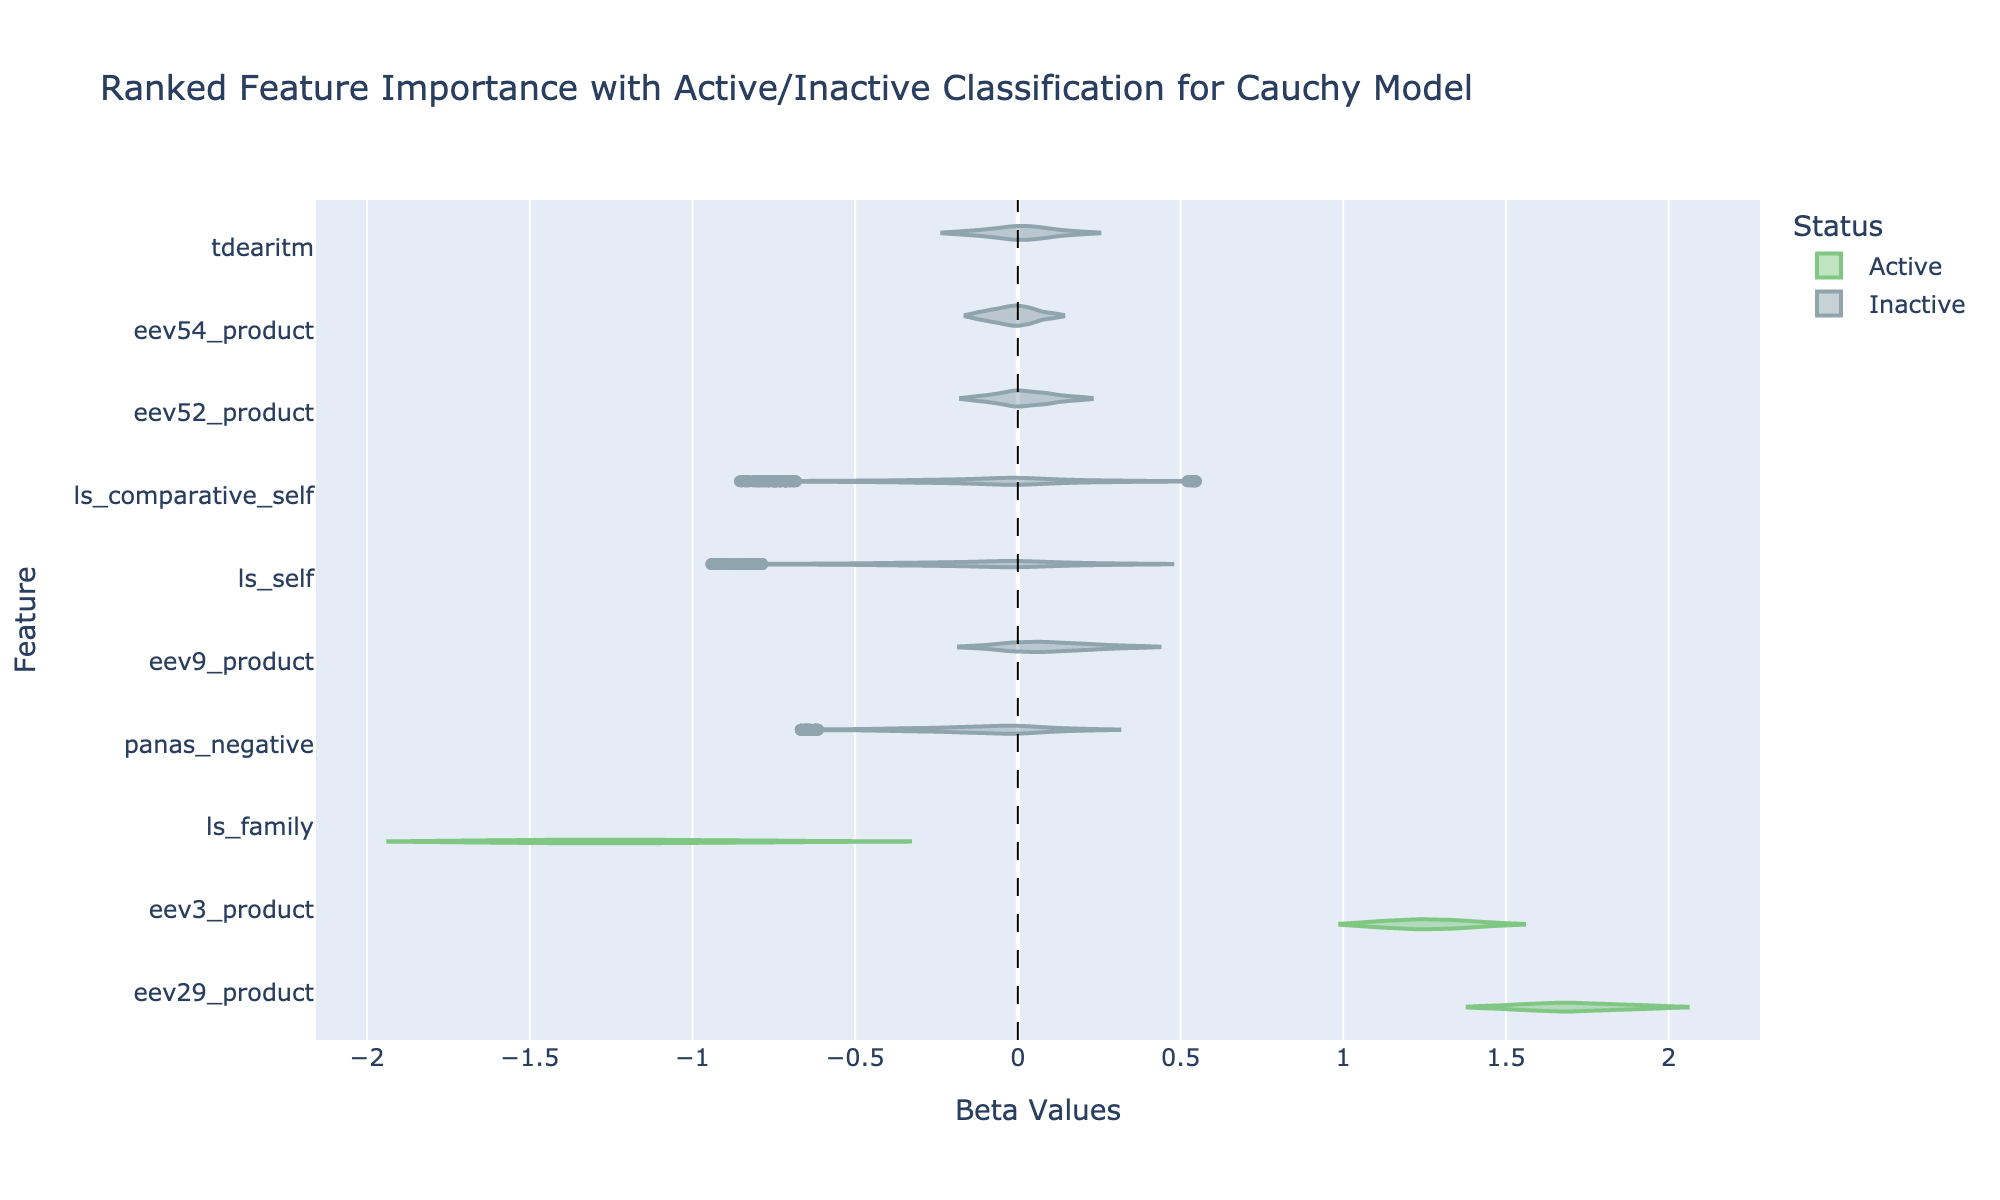 Ranked Feature Importance with Active/Inactive Classification for Cauchy Model
Status
Active
Inactive
Feature
tdearitm
eev54_product
eev52_product
ls_comparative_self
ls_self
eev9_product
panas_negative
ls_family
eev3_product
eev29_product
−2 −1.5 −1 −0.5 0 0.5 1 1.5 2
Beta Values